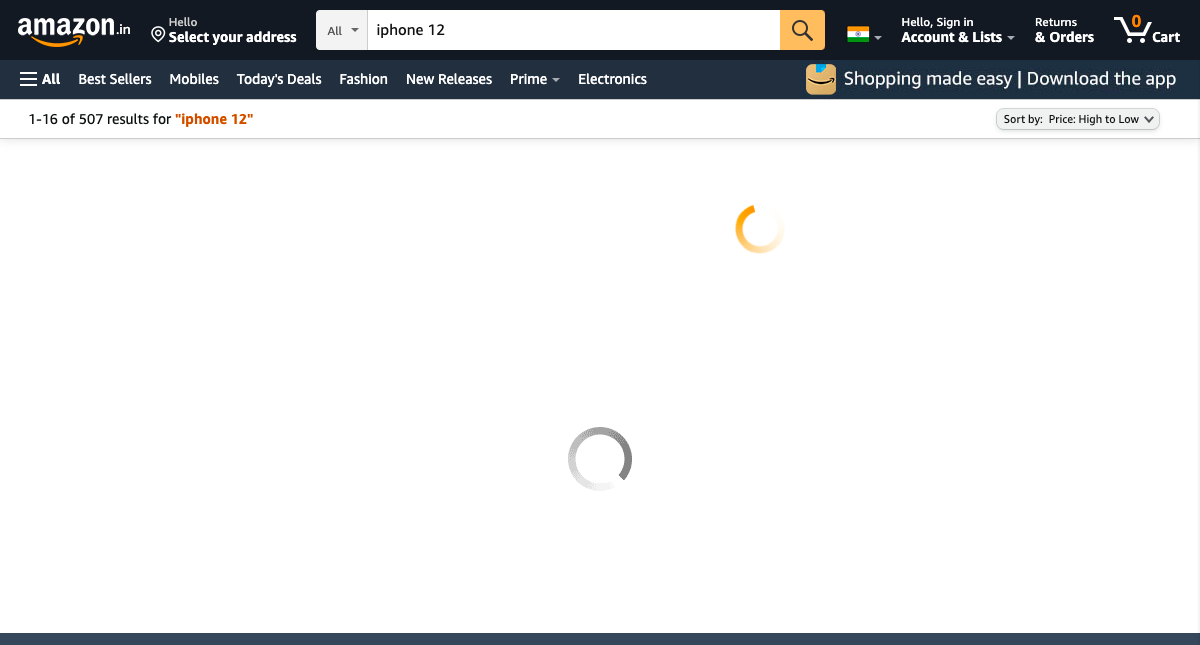 amazon.in
Hello
Select your address
All
iphone 12
Hello, Sign in
Account & Lists
Returns
& Orders
0
Cart
All
Best Sellers
Mobiles
Today's Deals
Fashion
New Releases
Prime
Electronics
Shopping made easy | Download the app
1-16 of 507 results for "iphone 12"
Sort by: Price: High to Low